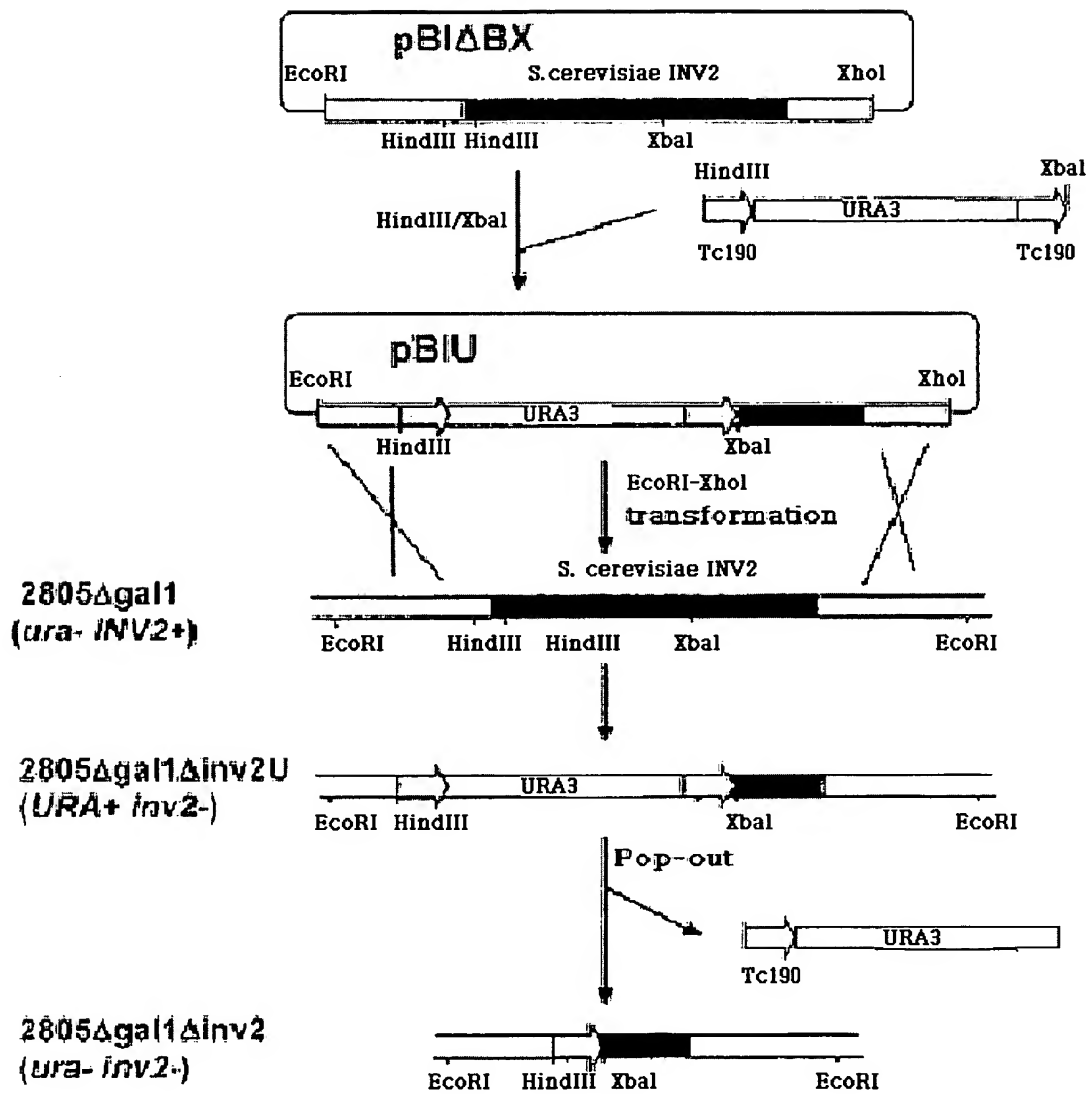 pBIΔBX
EcoRI S.cerevisiae INV2 XhoI
HindIII HindIII XbaI
HindIII XbaI
HindIII/XbaI
URA3
Tc190 Tc190
pBIU
EcoRI XhoI
URA3
HindIII XbaI
EcoRI-XhoI
transformation
S. cerevisiae INV2
2805Δgal1
(ura- INV2+)
EcoRI HindIII HindIII XbaI EcoRI
2805Δgal1Δinv2U
(URA+ inv2-)
URA3
EcoRI HindIII XbaI EcoRI
Pop-out
URA3
Tc190
2805Δgal1Δinv2
(ura- inv2-)
EcoRI HindIII XbaI EcoRI